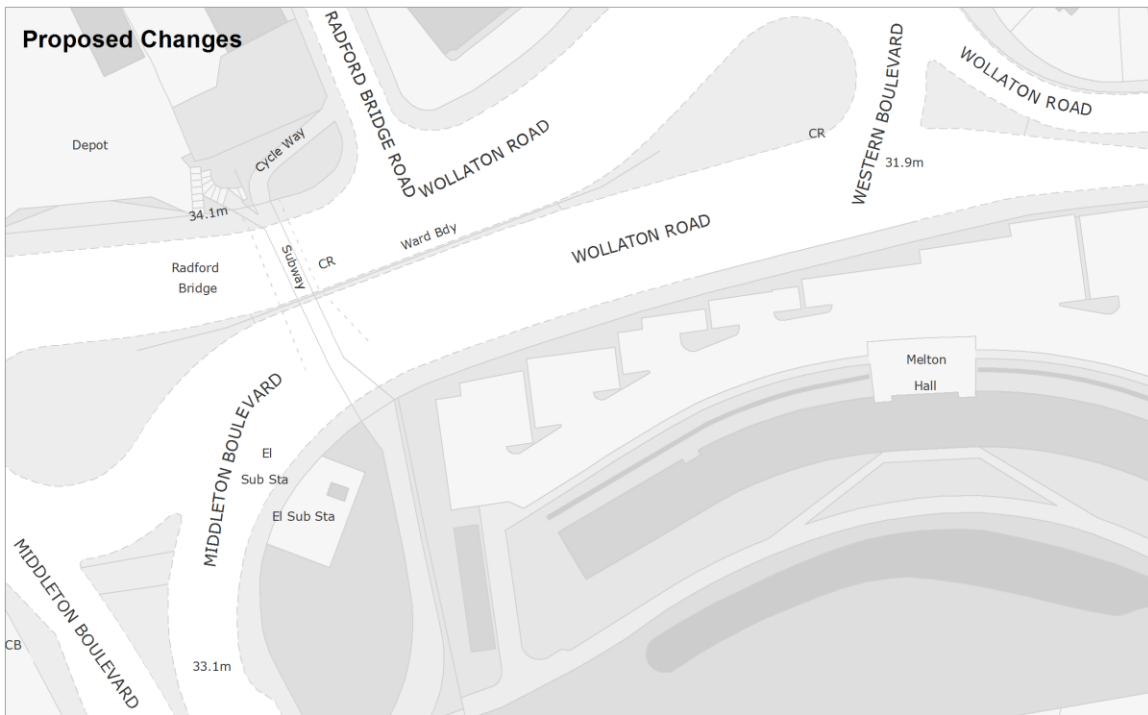 Proposed Changes
RADFORD BRIDGE ROAD
WOLLATON ROAD
WESTERN BOULEVARD
WOLLATON ROAD
Depot
Cycle Way
CR
31.9m
34.1m
Ward Bdy
WOLLATON ROAD
Subway
CR
Radford
Bridge
Melton
Hall
MIDDLETON BOULEVARD
El
Sub Sta
El Sub Sta
MIDDLETON BOULEVARD
CB
33.1m